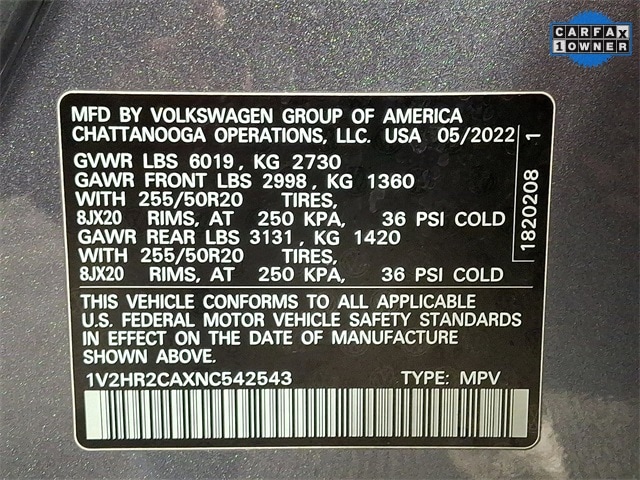 CARFAX
1 OWNER
MFD BY VOLKSWAGEN GROUP OF AMERICA
CHATTANOOGA OPERATIONS, LLC. USA 05/2022
GVWR LBS 6019, KG 2730
GAWR FRONT LBS 2998, KG 1360
WITH 255/50R20 TIRES,
8JX20 RIMS, AT 250 KPA, 36 PSI COLD
GAWR REAR LBS 3131, KG 1420
WITH 255/50R20 TIRES,
8JX20 RIMS, AT 250 KPA, 36 PSI COLD
1820208 1
THIS VEHICLE CONFORMS TO ALL APPLICABLE
U.S. FEDERAL MOTOR VEHICLE SAFETY STANDARDS
IN EFFECT ON THE DATE OF MANUFACTURE
SHOWN ABOVE.
1V2HR2CAXNC542543 TYPE: MPV